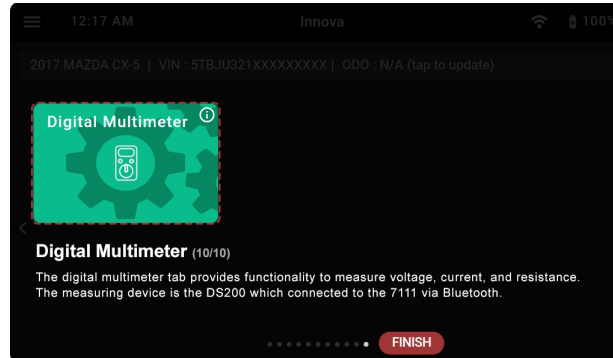 12:17 AM Innova 100%
2017 MAZDA CX-5 | VIN : 5TBJU321XXXXXXXXX | ODO : N/A (tap to update)
Digital Multimeter
Digital Multimeter (10/10)
The digital multimeter tab provides functionality to measure voltage, current, and resistance.
The measuring device is the DS200 which connected to the 7111 via Bluetooth.
FINISH